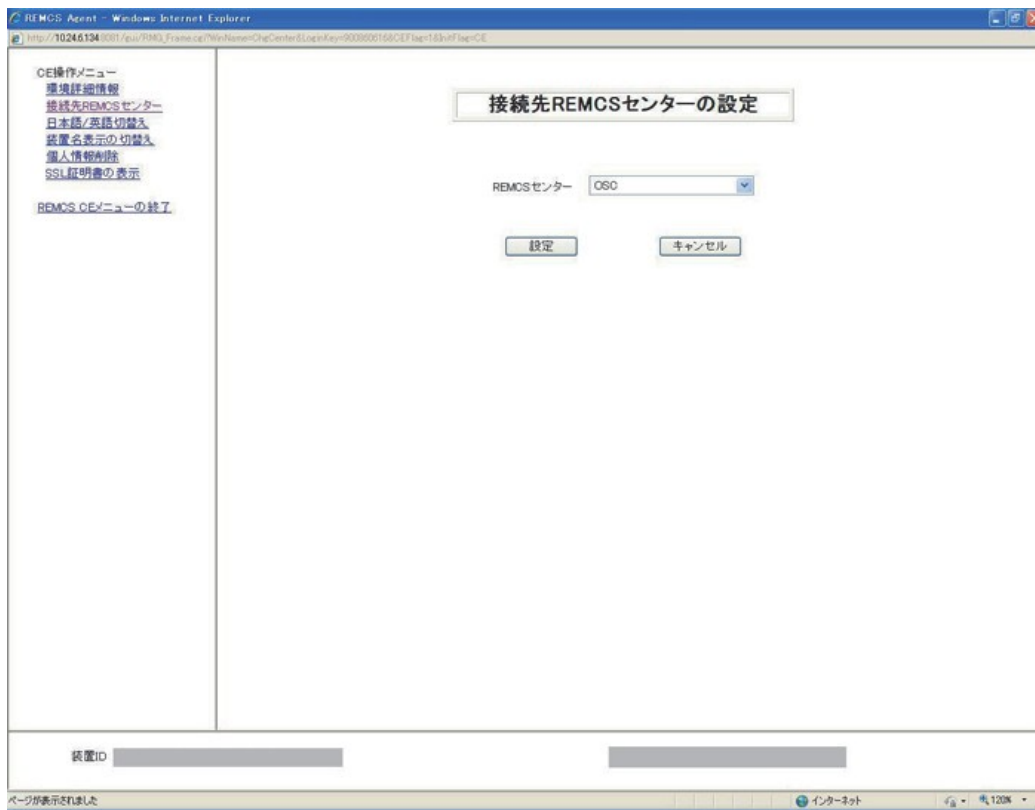 REMCS Agent - Windows Internet Explorer
CE操作メニュー
環境詳細情報
接続先REMCSセンター
日本語/英語切替え
装置名表示の切替え
個人情報削除
SSL証明書の表示
REMCS CEメニューの終了
接続先REMCSセンターの設定
REMCSセンター OSC
設定 キャンセル
装置ID
ページが表示されました インターネット 120%